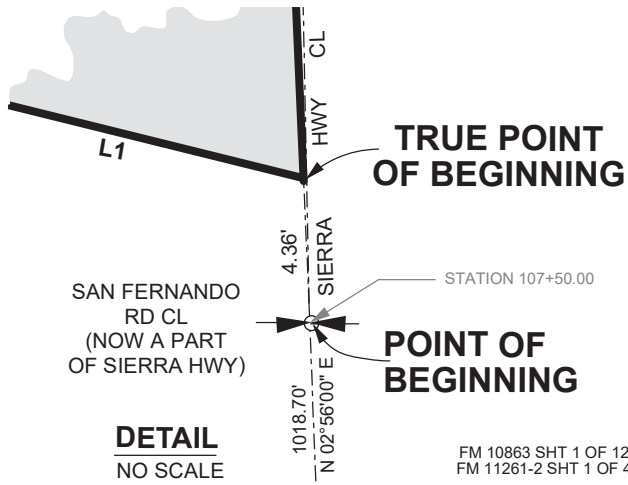 HWY CL
L1
TRUE POINT
OF BEGINNING
4.36'
SIERRA
STATION 107+50.00
SAN FERNANDO
RD CL
(NOW A PART
OF SIERRA HWY)
POINT OF
BEGINNING
1018.70'
N 02°56'00" E
DETAIL
NO SCALE
FM 10863 SHT 1 OF 12
FM 11261-2 SHT 1 OF 4